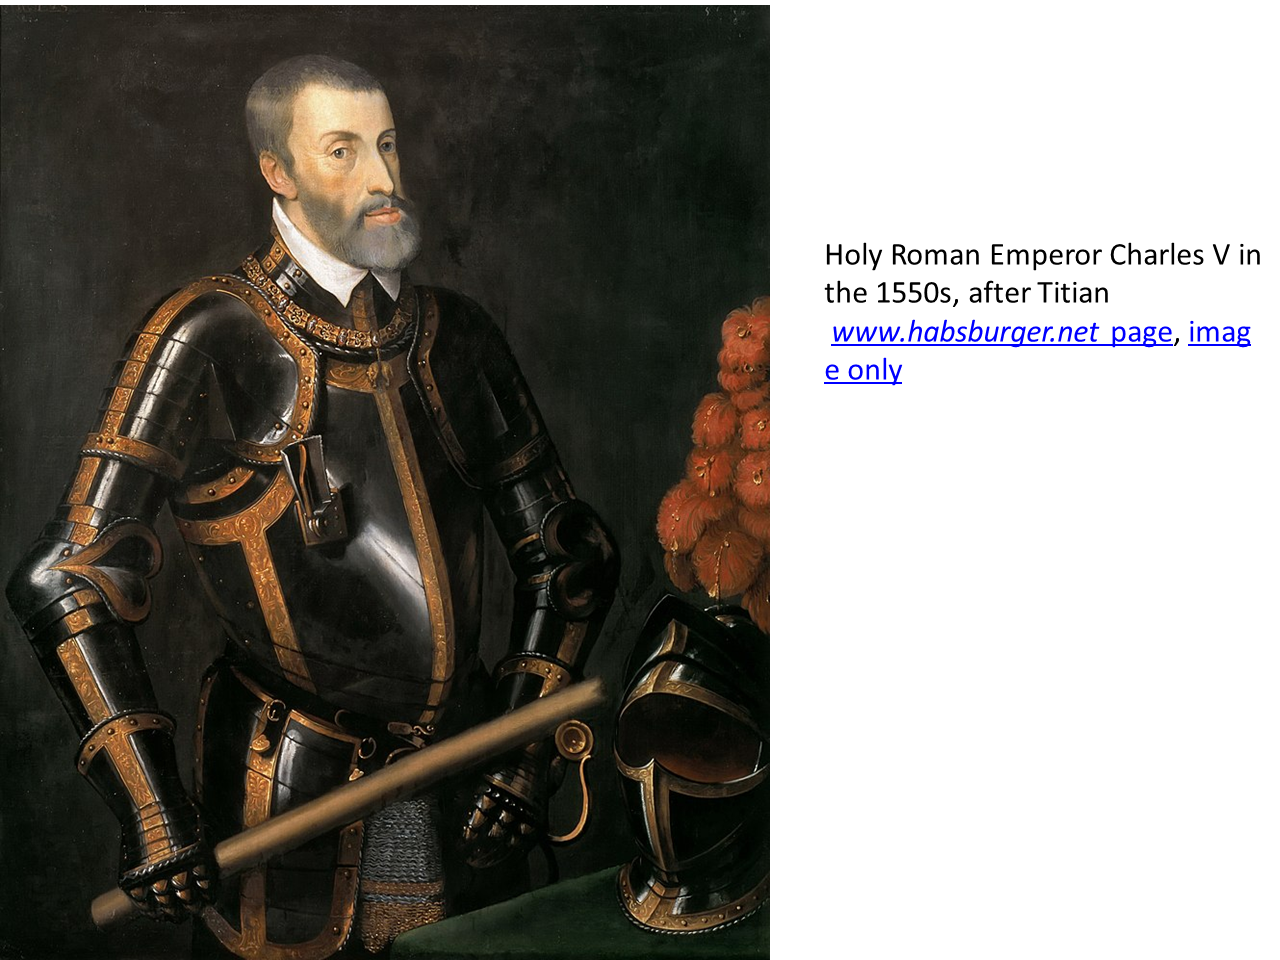 Holy Roman Emperor Charles V in
the 1550s, after Titian
www.habsburger.net page, imag
e only